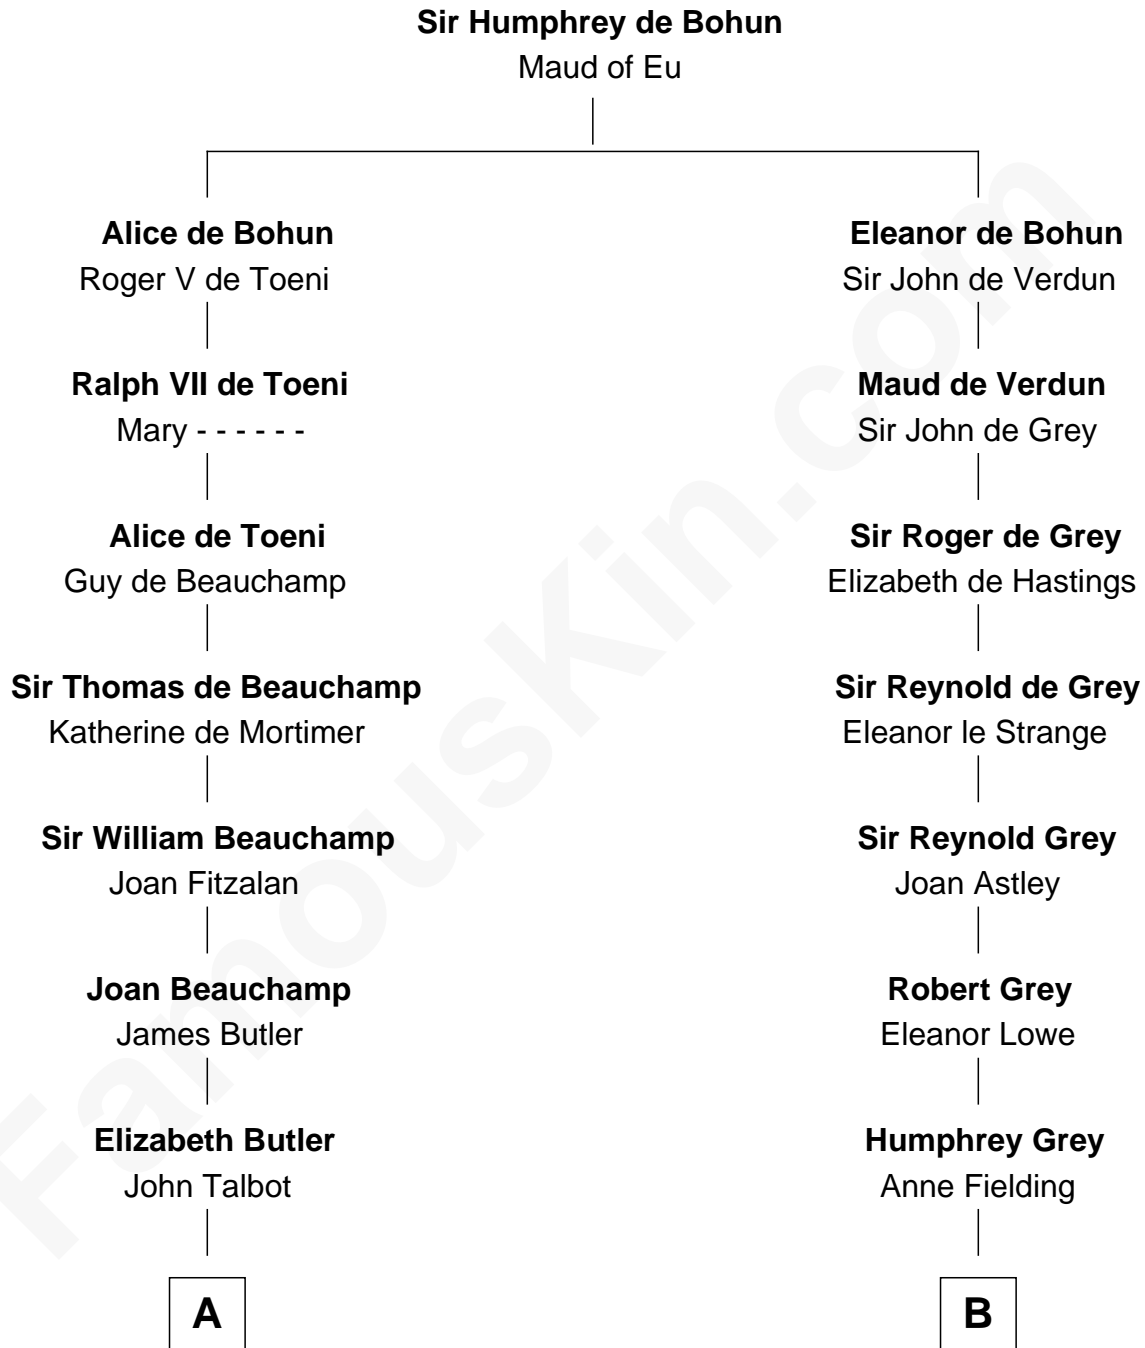 Sir Humphrey de Bohun
Maud of Eu
Alice de Bohun
Roger V de Toeni
Ralph VII de Toeni
Mary - - - - - -
Alice de Toeni
Guy de Beauchamp
Sir Thomas de Beauchamp
Katherine de Mortimer
Sir William Beauchamp
Joan Fitzalan
Joan Beauchamp
James Butler
Elizabeth Butler
John Talbot
A
Eleanor de Bohun
Sir John de Verdun
Maud de Verdun
Sir John de Grey
Sir Roger de Grey
Elizabeth de Hastings
Sir Reynold de Grey
Eleanor le Strange
Sir Reynold Grey
Joan Astley
Robert Grey
Eleanor Lowe
Humphrey Grey
Anne Fielding
B
FamousKin.com